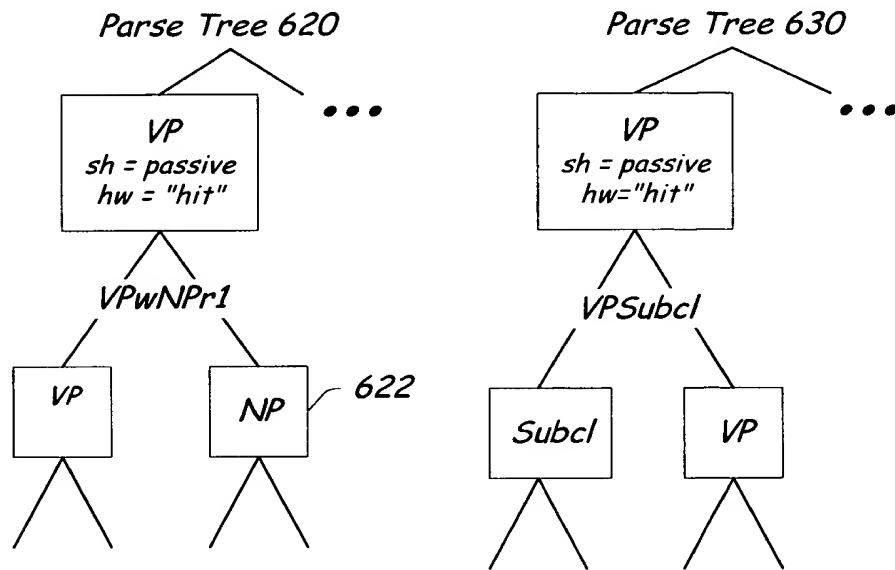 Parse Tree 620
VP
sh = passive
hw = "hit"
VPwNPr1
VP
NP
622
Parse Tree 630
VP
sh = passive
hw="hit"
VPSubcl
Subcl
VP